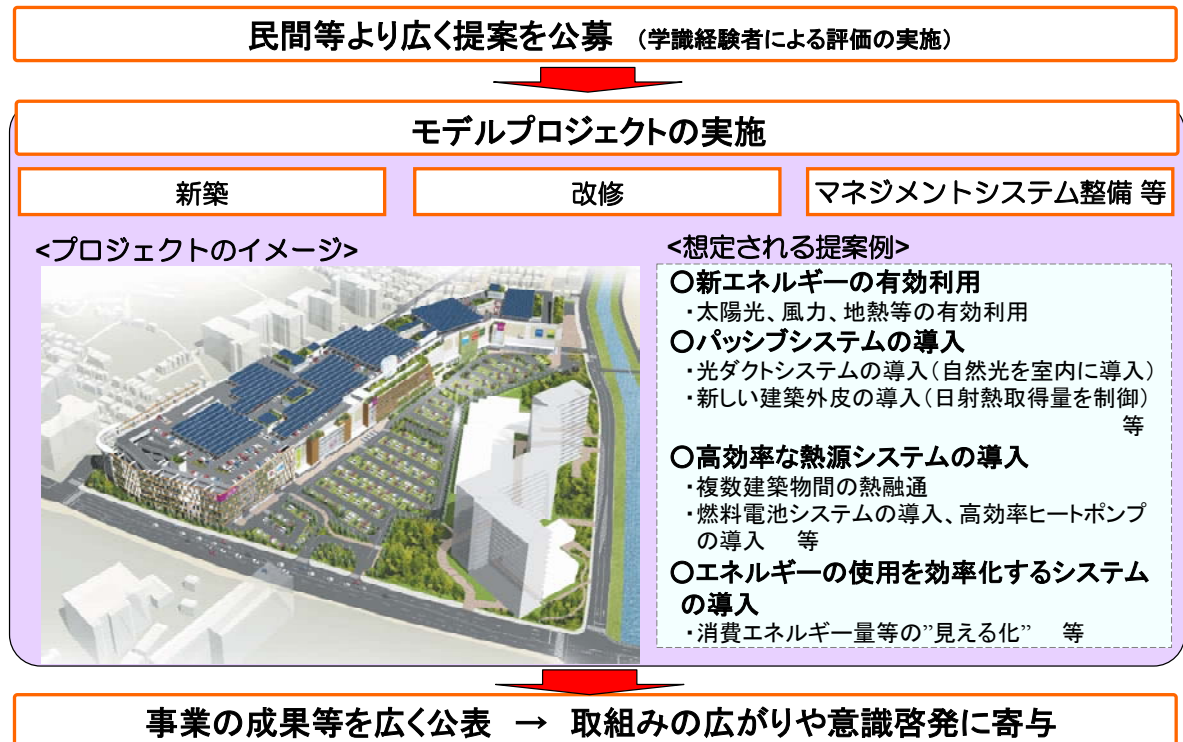 民間等より広く提案を公募 (学識経験者による評価の実施)
モデルプロジェクトの実施
新築
改修
マネジメントシステム整備 等
<プロジェクトのイメージ>
<想定される提案例>
○新エネルギーの有効利用
・太陽光、風力、地熱等の有効利用
○パッシブシステムの導入
・光ダクトシステムの導入(自然光を室内に導入)
・新しい建築外皮の導入(日射熱取得量を制御)
等
○高効率な熱源システムの導入
・複数建築物間の熱融通
・燃料電池システムの導入、高効率ヒートポンプ
の導入 等
○エネルギーの使用を効率化するシステム
の導入
・消費エネルギー量等の”見える化” 等
事業の成果等を広く公表 → 取組みの広がりや意識啓発に寄与